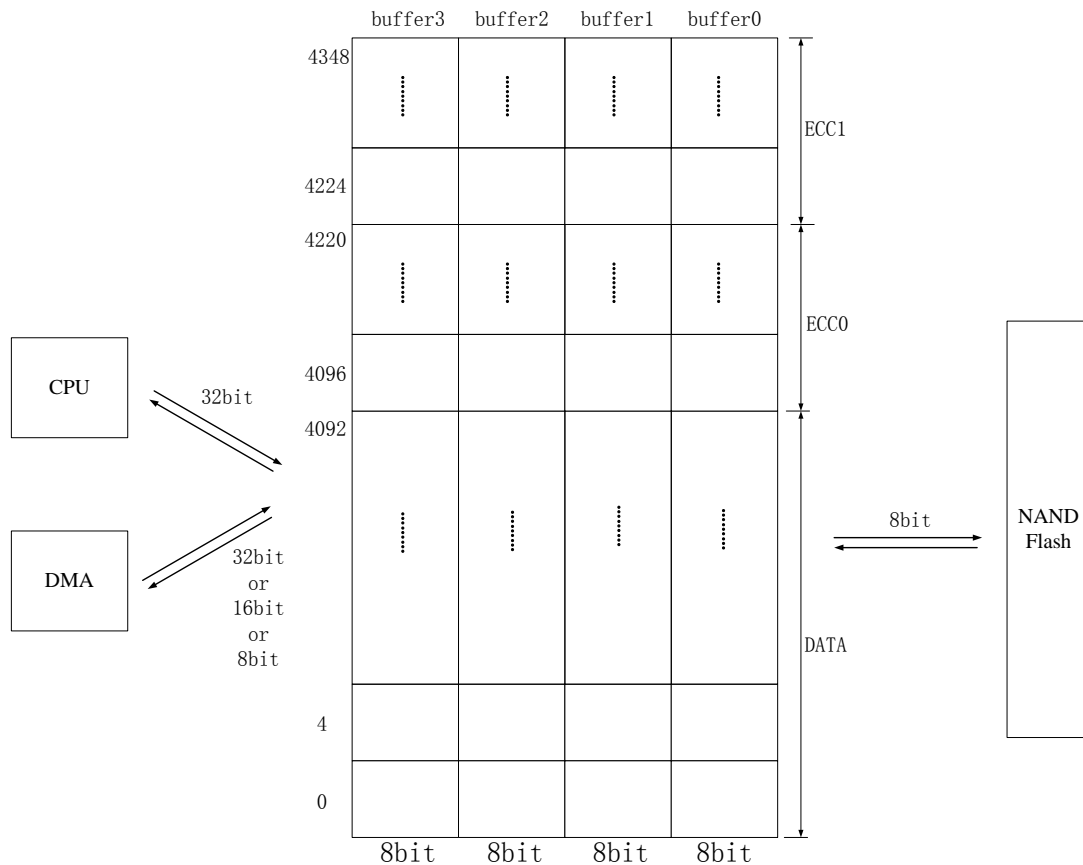 buffer3 buffer2 buffer1 buffer0
4348
ECC1
4224
4220
ECC0
4096
4092
CPU
32bit
DMA
32bit
or
16bit
or
8bit
8bit
NAND
Flash
DATA
4
0
8bit 8bit 8bit 8bit